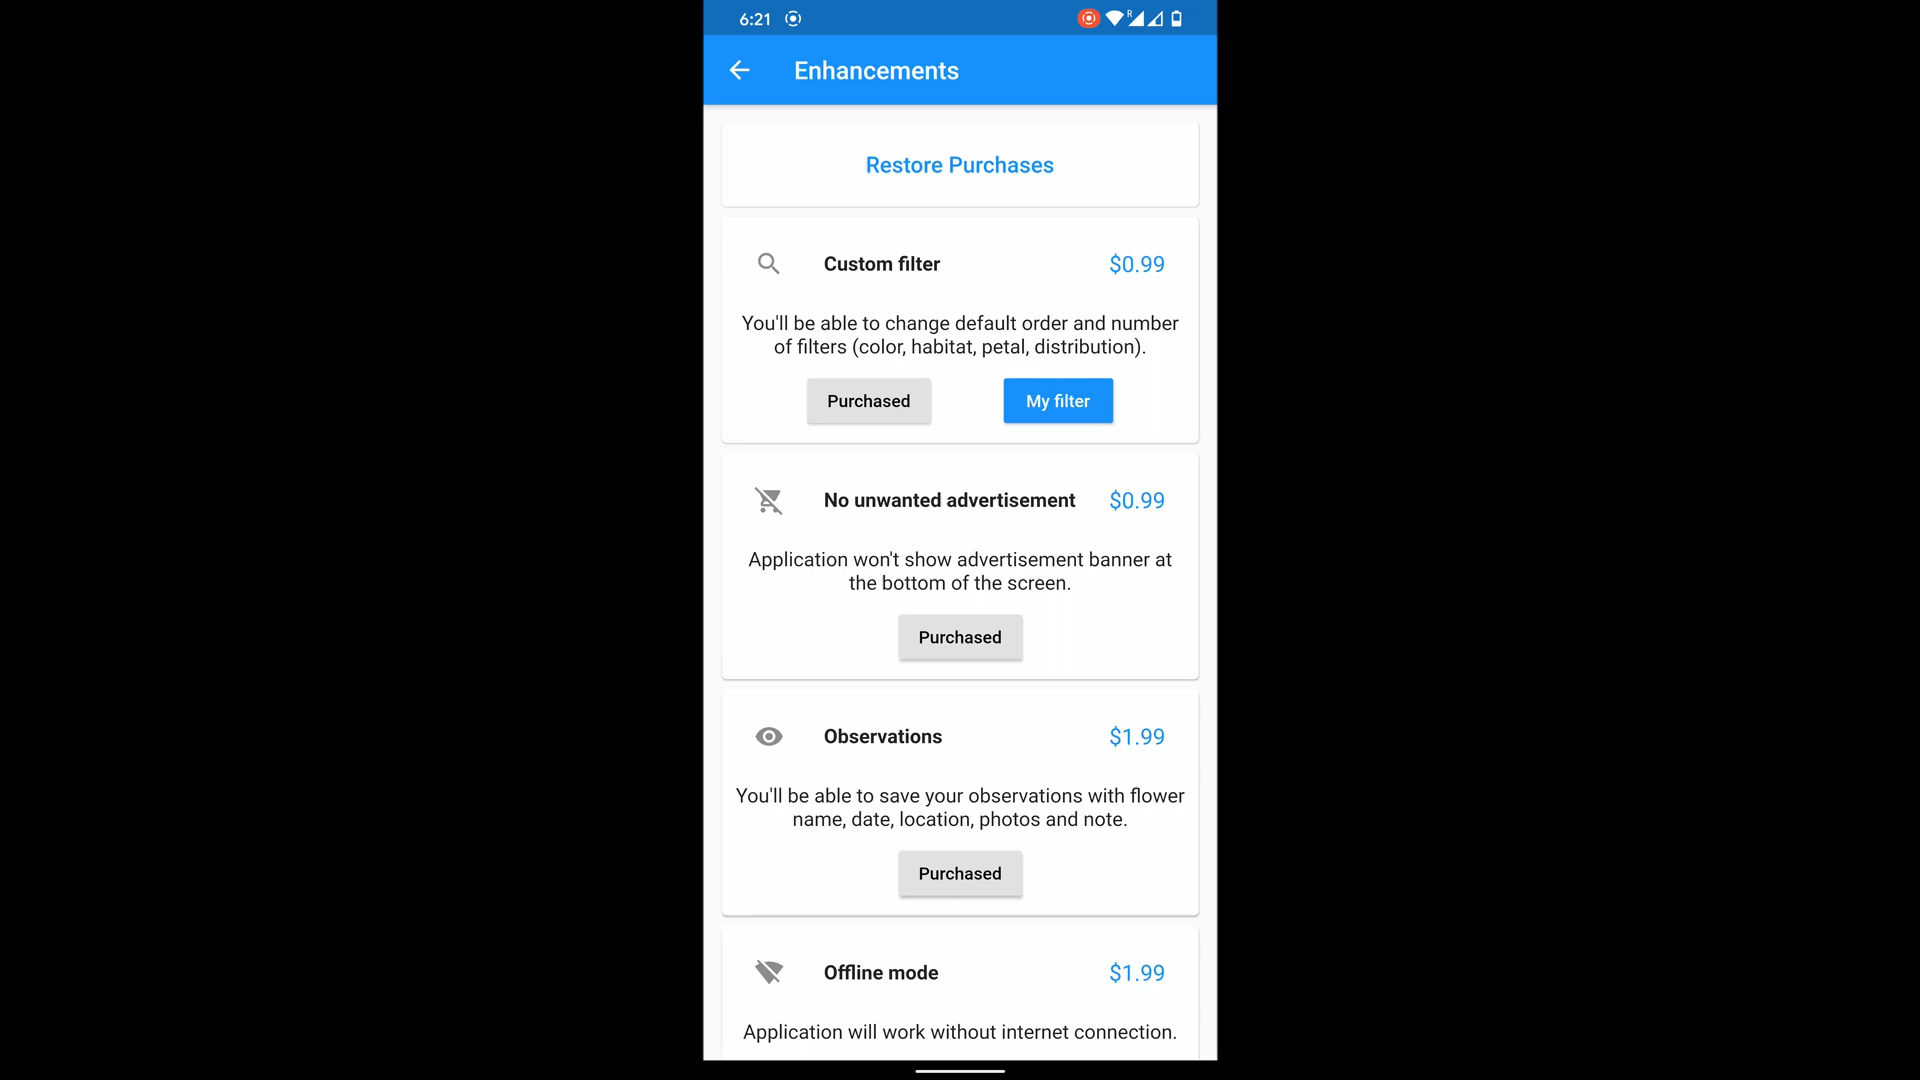 6:21
R
Enhancements
Restore Purchases
Custom filter
$0.99
You'll be able to change default order and number
of filters (color, habitat, petal, distribution).
Purchased
My filter
No unwanted advertisement
$0.99
Application won't show advertisement banner at
the bottom of the screen.
Purchased
Observations
$1.99
You'll be able to save your observations with flower
name, date, location, photos and note.
Purchased
Offline mode
$1.99
Application will work without internet connection.